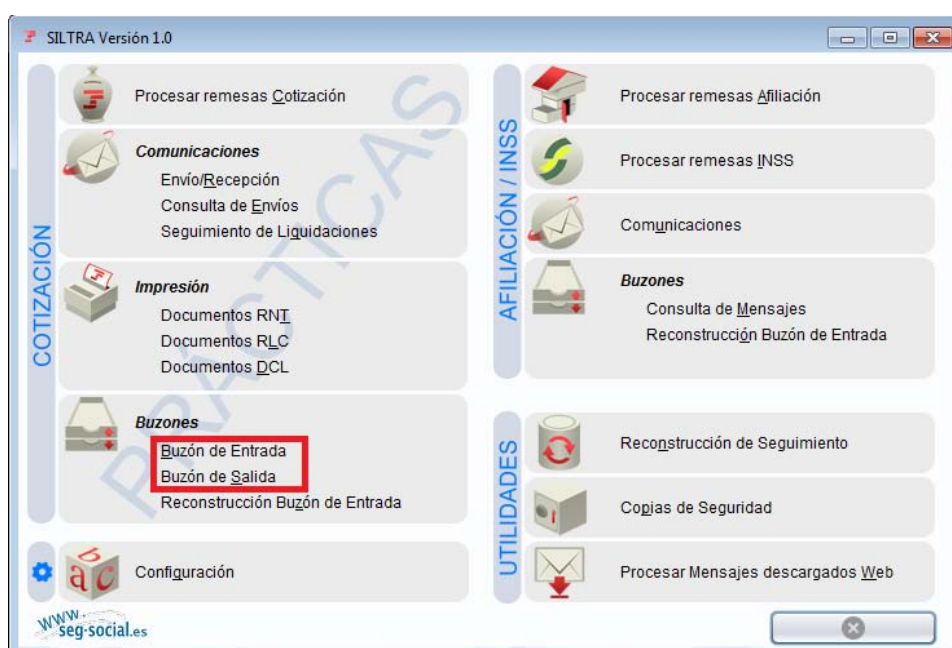 SILTRA Versión 1.0
COTIZACIÓN
Procesar remesas Cotización
Comunicaciones
Envío/Recepción
Consulta de Envíos
Seguimiento de Liquidaciones
Impresión
Documentos RNT
Documentos RLC
Documentos DCL
Buzones
Buzón de Entrada
Buzón de Salida
Reconstrucción Buzón de Entrada
Configuración
abc
www.seg-social.es
AFILIACIÓN / INSS
Procesar remesas Afiliación
Procesar remesas INSS
Comunicaciones
Buzones
Consulta de Mensajes
Reconstrucción Buzón de Entrada
UTILIDADES
Reconstrucción de Seguimiento
Copias de Seguridad
Procesar Mensajes descargados Web
PRÁCTICAS